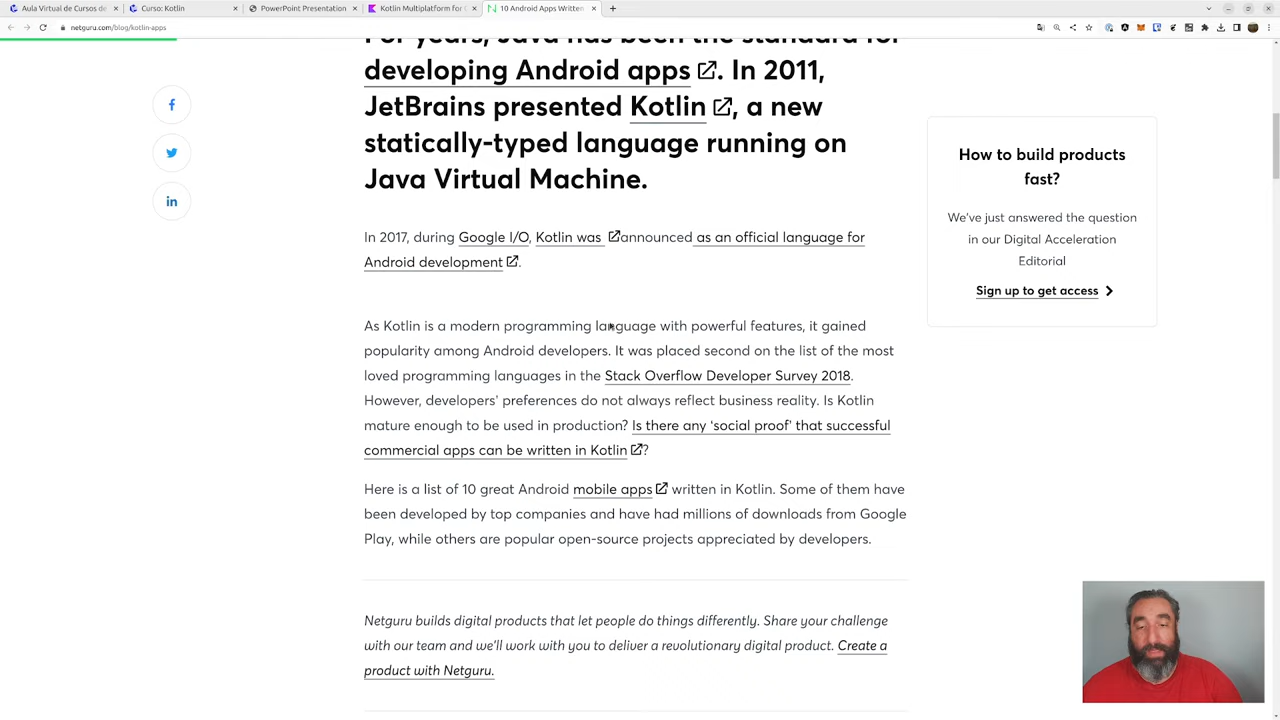 Aula Virtual de Cursos de
Curso: Kotlin
PowerPoint Presentation
Kotlin Multiplatform for
10 Android Apps Written
netguru.com/blog/kotlin-apps
For years, Java has been the standard for
developing Android apps. In 2011,
JetBrains presented Kotlin, a new
statically-typed language running on
Java Virtual Machine.
In 2017, during Google I/O, Kotlin was announced as an official language for
Android development.
As Kotlin is a modern programming language with powerful features, it gained
popularity among Android developers. It was placed second on the list of the most
loved programming languages in the Stack Overflow Developer Survey 2018.
However, developers' preferences do not always reflect business reality. Is Kotlin
mature enough to be used in production? Is there any ‘social proof’ that successful
commercial apps can be written in Kotlin?
Here is a list of 10 great Android mobile apps written in Kotlin. Some of them have
been developed by top companies and have had millions of downloads from Google
Play, while others are popular open-source projects appreciated by developers.
Netguru builds digital products that let people do things differently. Share your challenge
with our team and we'll work with you to deliver a revolutionary digital product. Create a
product with Netguru.
How to build products
fast?
We've just answered the question
in our Digital Acceleration
Editorial
Sign up to get access